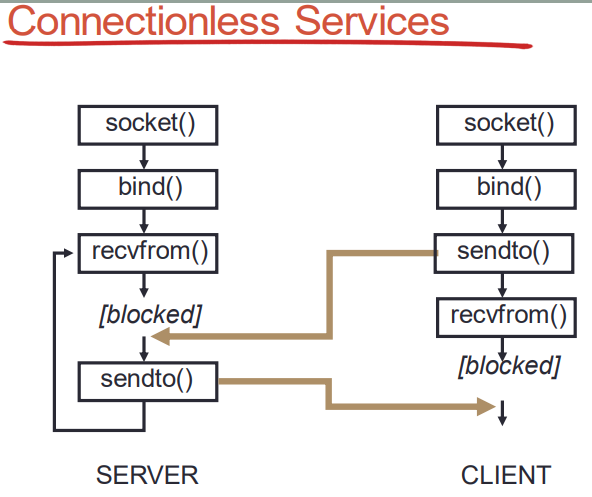 Connectionless Services
socket()
bind()
recvfrom()
[blocked]
sendto()
SERVER
socket()
bind()
sendto()
recvfrom()
[blocked]
CLIENT